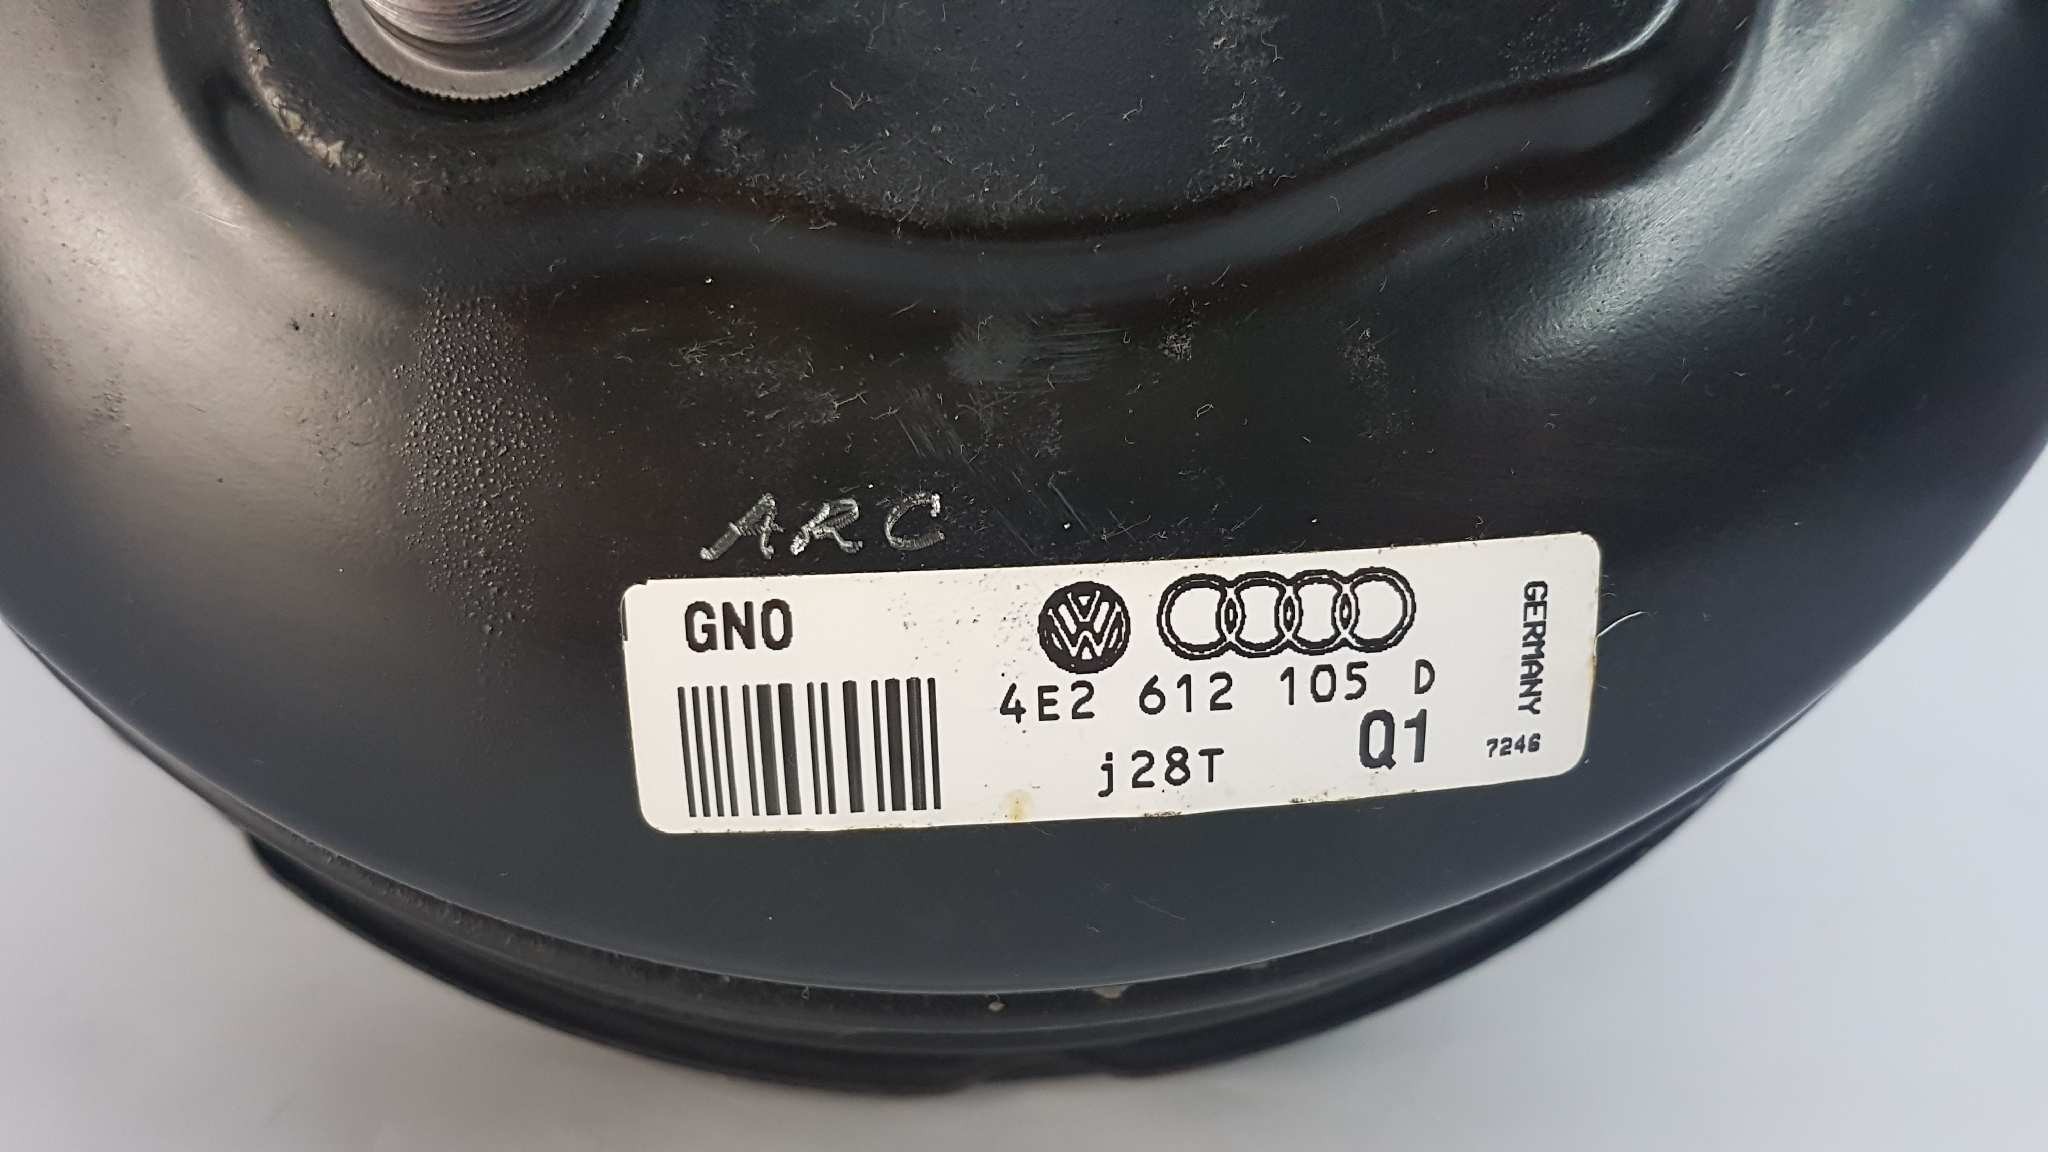 ARC
GNO
4E2 612 105 D
j28T
Q1
GERMANY
7246